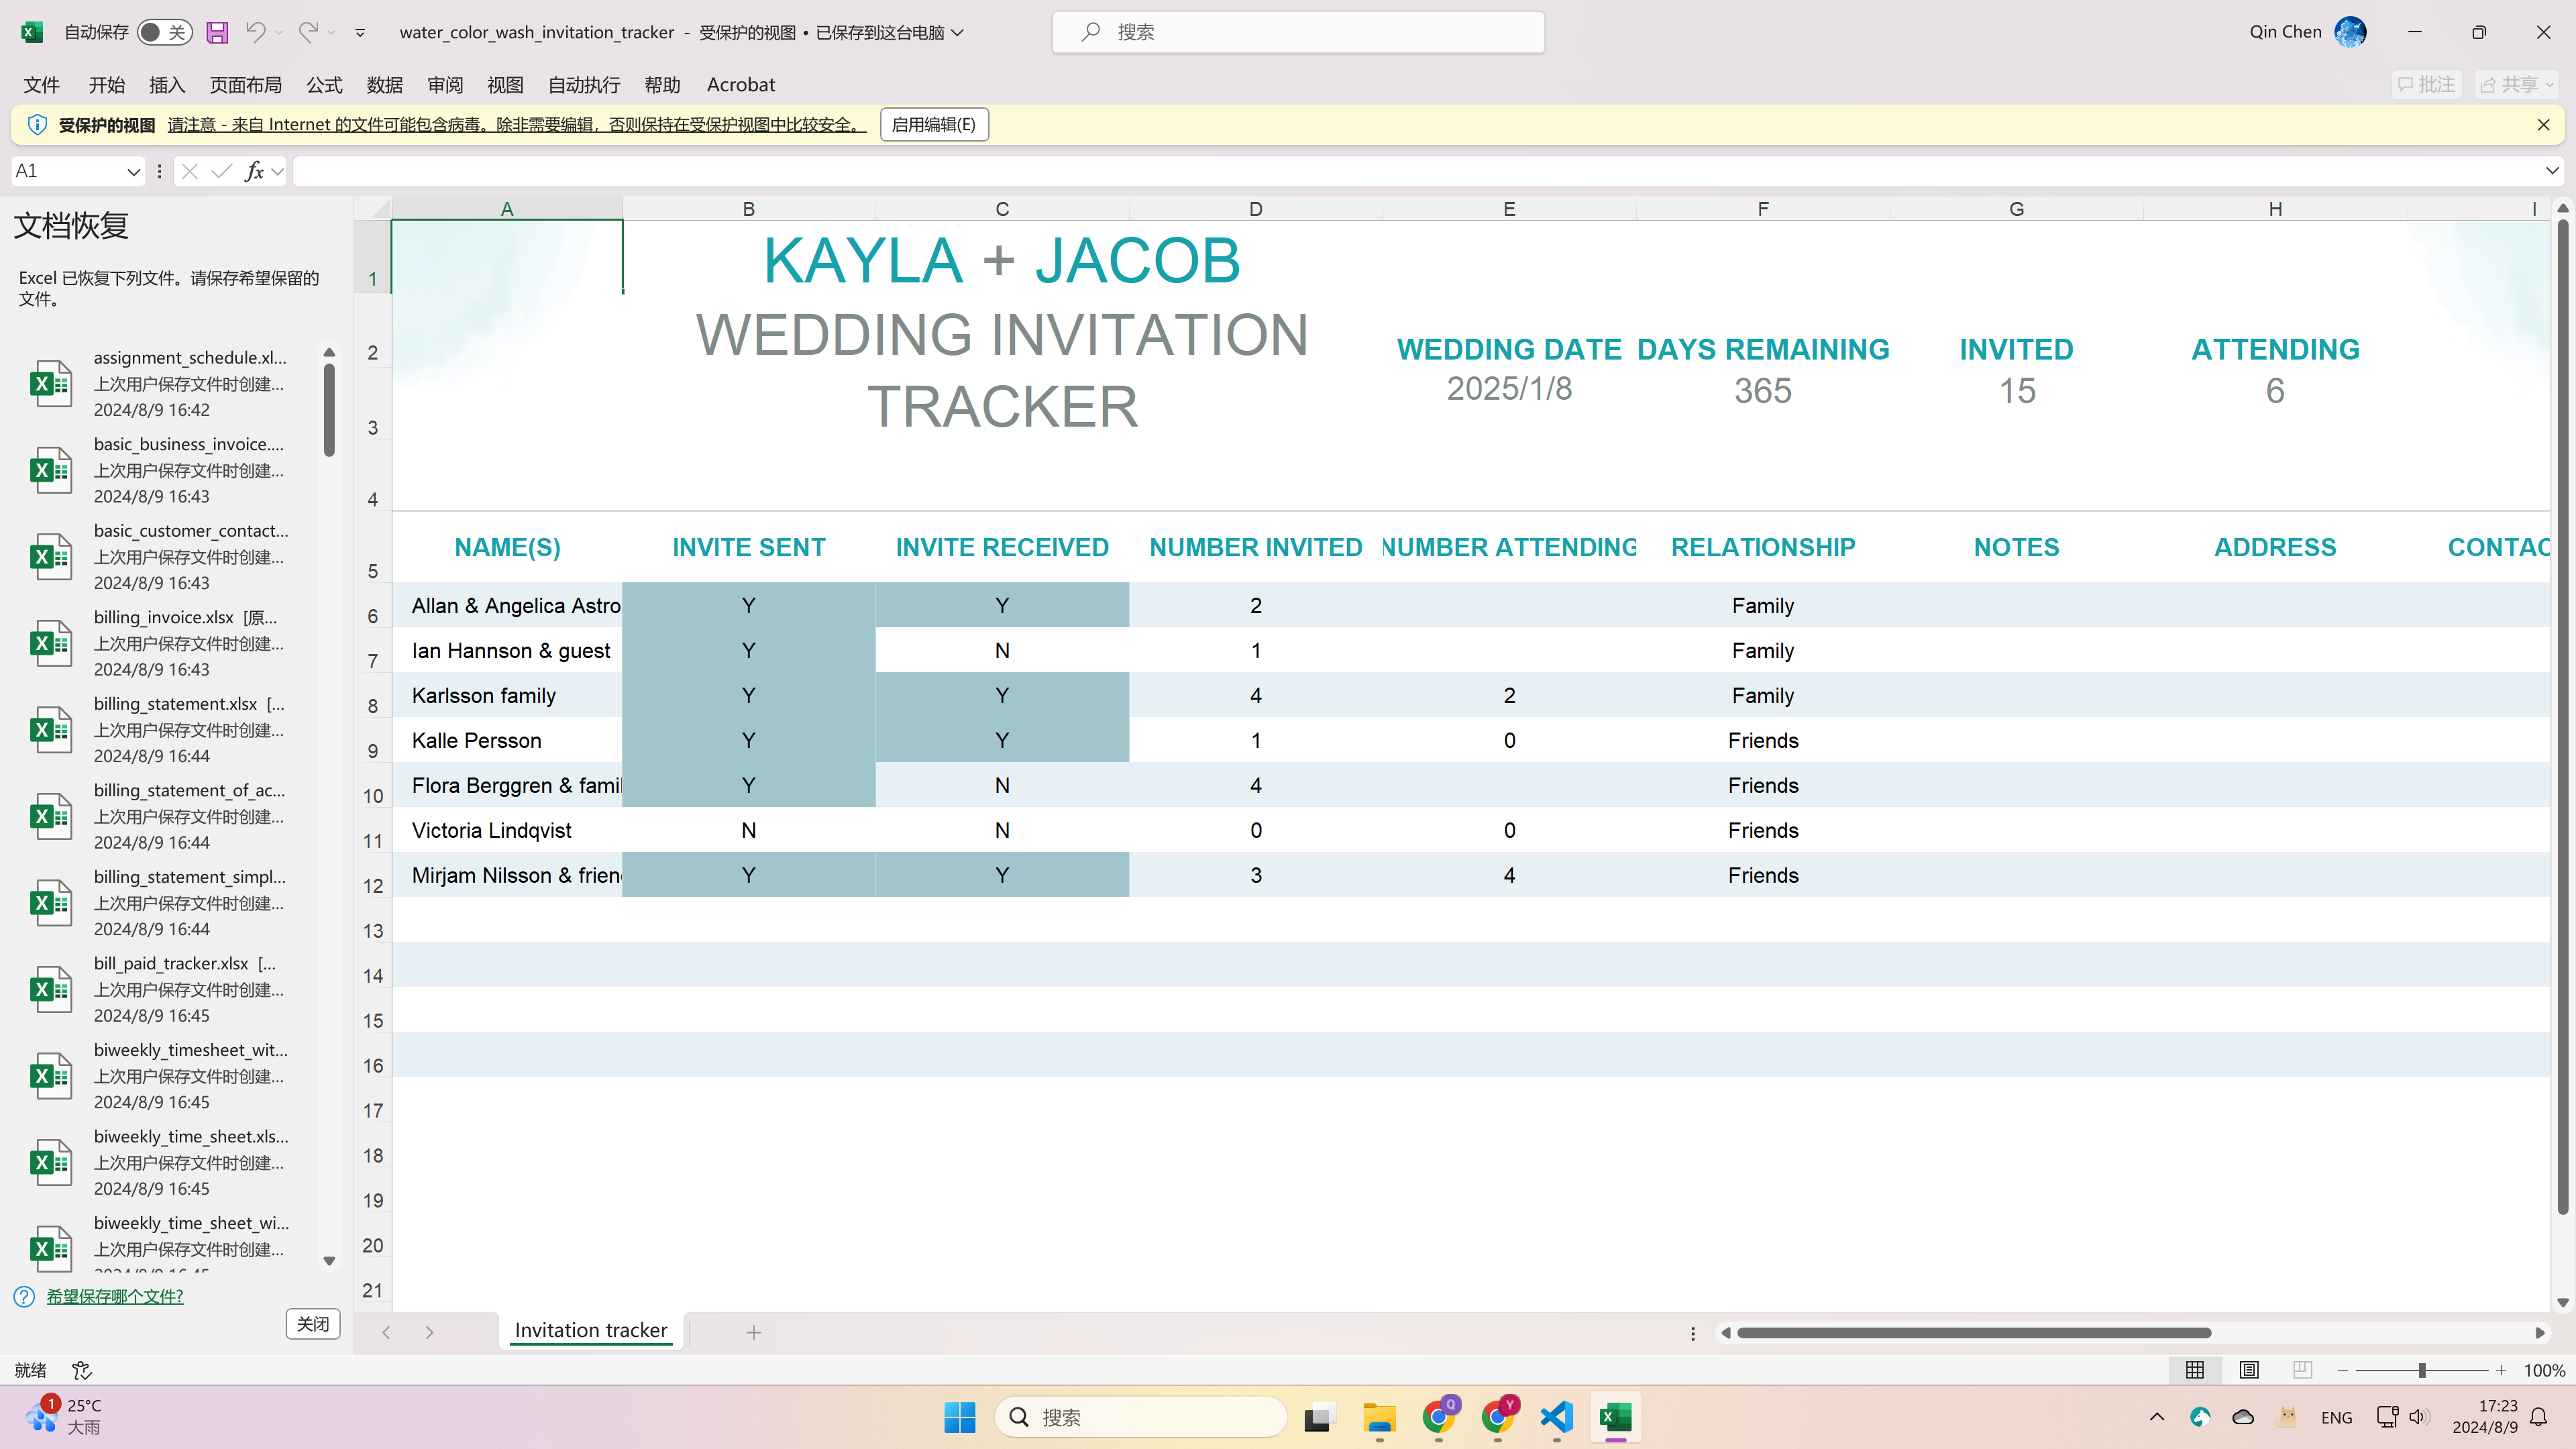 自动保存 关 water_color_wash_invitation_tracker - 受保护的视图 • 已保存到这台电脑 搜索 Qin Chen
文件 开始 插入 页面布局 公式 数据 审阅 视图 自动执行 帮助 Acrobat 批注 共享
受保护的视图 请注意 - 来自 Internet 的文件可能包含病毒。除非需要编辑，否则保持在受保护视图中比较安全。 启用编辑(E)
A1 fx
文档恢复
Excel 已恢复下列文件。请保存希望保留的
文件。
assignment_schedule.xl...
上次用户保存文件时创建...
2024/8/9 16:42
basic_business_invoice....
上次用户保存文件时创建...
2024/8/9 16:43
basic_customer_contact...
上次用户保存文件时创建...
2024/8/9 16:43
billing_invoice.xlsx [原...
上次用户保存文件时创建...
2024/8/9 16:43
billing_statement.xlsx [...
上次用户保存文件时创建...
2024/8/9 16:44
billing_statement_of_ac...
上次用户保存文件时创建...
2024/8/9 16:44
billing_statement_simpl...
上次用户保存文件时创建...
2024/8/9 16:44
bill_paid_tracker.xlsx [...
上次用户保存文件时创建...
2024/8/9 16:45
biweekly_timesheet_wit...
上次用户保存文件时创建...
2024/8/9 16:45
biweekly_time_sheet.xls...
上次用户保存文件时创建...
2024/8/9 16:45
biweekly_time_sheet_wi...
上次用户保存文件时创建...
2024/8/9 16:45
希望保存哪个文件?
关闭
A B C D E F G H I
1 KAYLA + JACOB
2 WEDDING INVITATION WEDDING DATE DAYS REMAINING INVITED ATTENDING
3 TRACKER 2025/1/8 365 15 6
4
5 NAME(S) INVITE SENT INVITE RECEIVED NUMBER INVITED NUMBER ATTENDING RELATIONSHIP NOTES ADDRESS CONTAC
6 Allan & Angelica Astro Y Y 2 Family
7 Ian Hannson & guest Y N 1 Family
8 Karlsson family Y Y 4 2 Family
9 Kalle Persson Y Y 1 0 Friends
10 Flora Berggren & famil Y N 4 Friends
11 Victoria Lindqvist N N 0 0 Friends
12 Mirjam Nilsson & frien Y Y 3 4 Friends
13
14
15
16
17
18
19
20
21
Invitation tracker
就绪 100%
1 25°C
大雨
搜索
Q Y
ENG
17:23
2024/8/9